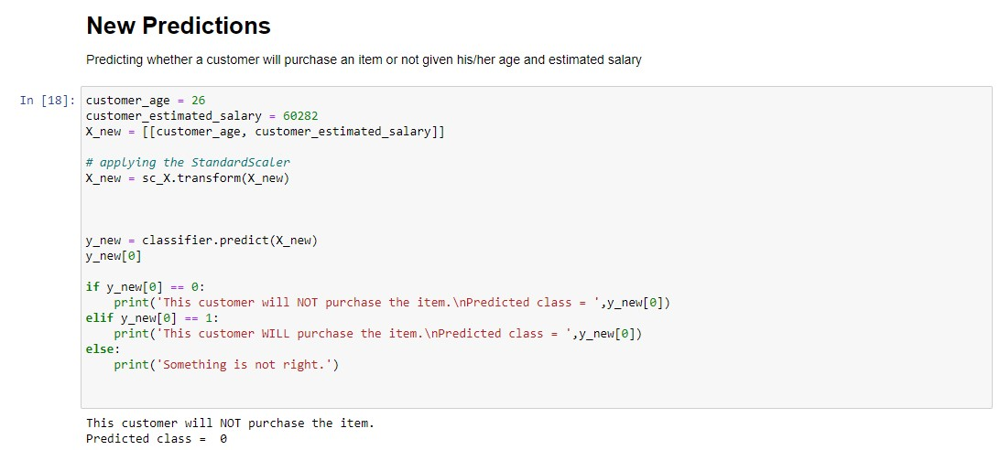 New Predictions
Predicting whether a customer will purchase an item or not given his/her age and estimated salary
In [18]:
customer_age = 26
customer_estimated_salary = 60282
X_new = [[customer_age, customer_estimated_salary]]
# applying the StandardScaler
X_new = sc_X.transform(X_new)
y_new = classifier.predict(X_new)
y_new[0]
if y_new[0] == 0:
    print('This customer will NOT purchase the item.\nPredicted class = ',y_new[0])
elif y_new[0] == 1:
    print('This customer WILL purchase the item.\nPredicted class = ',y_new[0])
else:
    print('Something is not right.')
This customer will NOT purchase the item.
Predicted class =  0